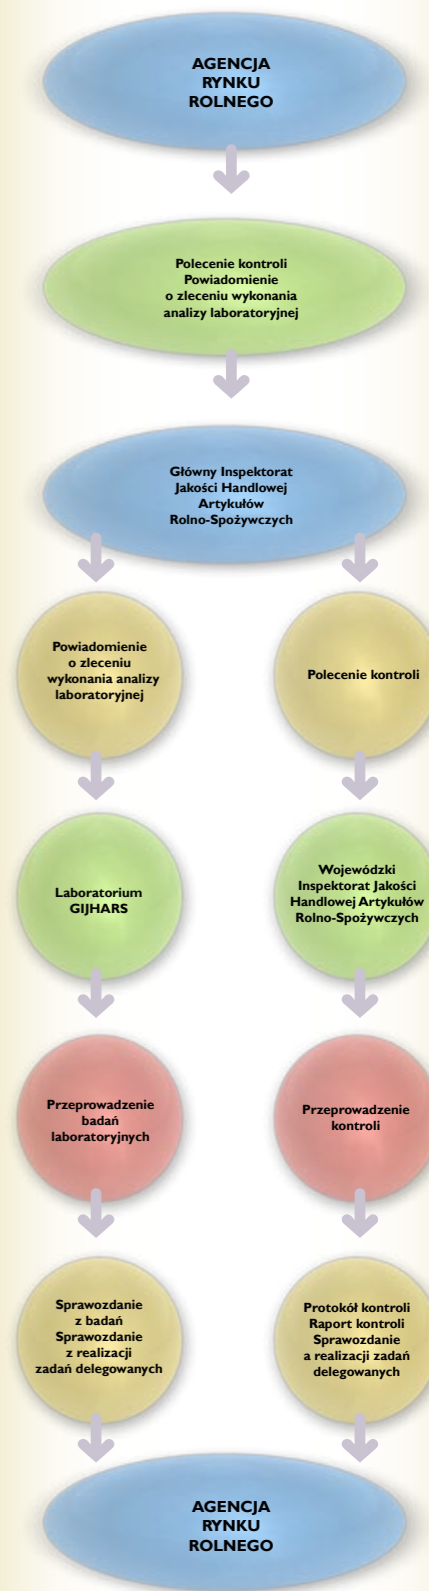 AGENCJA
RYNKU
ROLNEGO
Polecenie kontroli
Powiadomienie
o zleceniu wykonania
analizy laboratoryjnej
Główny Inspektorat
Jakości Handlowej
Artykułów
Rolno-Spożywczych
Powiadomienie
o zleceniu
wykonania analizy
laboratoryjnej
Polecenie kontroli
Laboratorium
GIJHARS
Wojewódzki
Inspektorat Jakości
Handlowej Artykułów
Rolno-Spożywczych
Przeprowadzenie
badań
laboratoryjnych
Przeprowadzenie
kontroli
Sprawozdanie
z badań
Sprawozdanie
z realizacji
zadań delegowanych
Protokół kontroli
Raport kontroli
Sprawozdanie
a realizacji zadań
delegowanych
AGENCJA
RYNKU
ROLNEGO